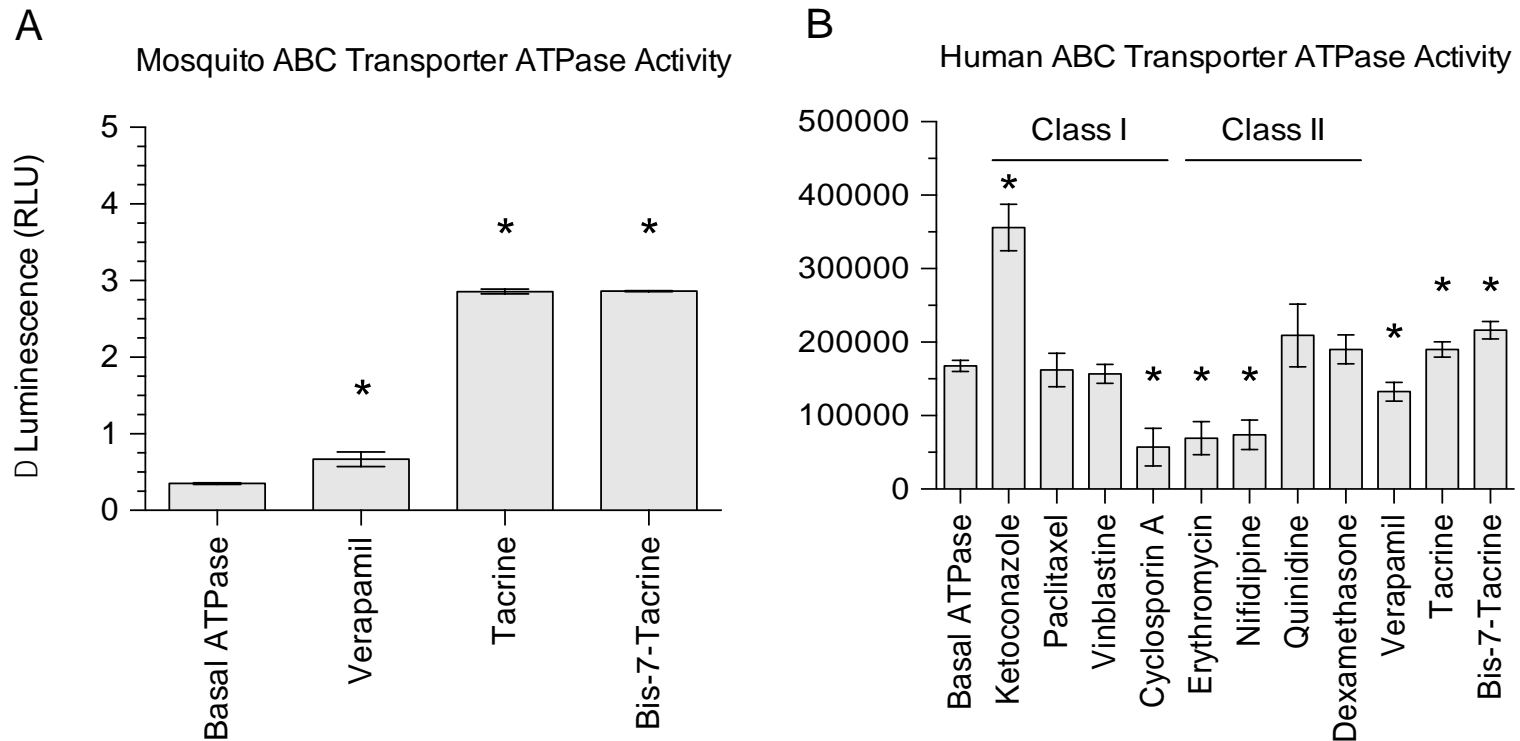 A
Mosquito ABC Transporter ATPase Activity
D Luminescence (RLU)
5
4
3
2
1
0
*
*
*
Basal ATPase
Verapamil
Tacrine
Bis-7-Tacrine
B
Human ABC Transporter ATPase Activity
500000
400000
300000
200000
100000
0
Class I
Class II
*
*
*
*
*
*
*
Basal ATPase
Ketoconazole
Paclitaxel
Vinblastine
Cyclosporin A
Erythromycin
Nifidipine
Quinidine
Dexamethasone
Verapamil
Tacrine
Bis-7-Tacrine